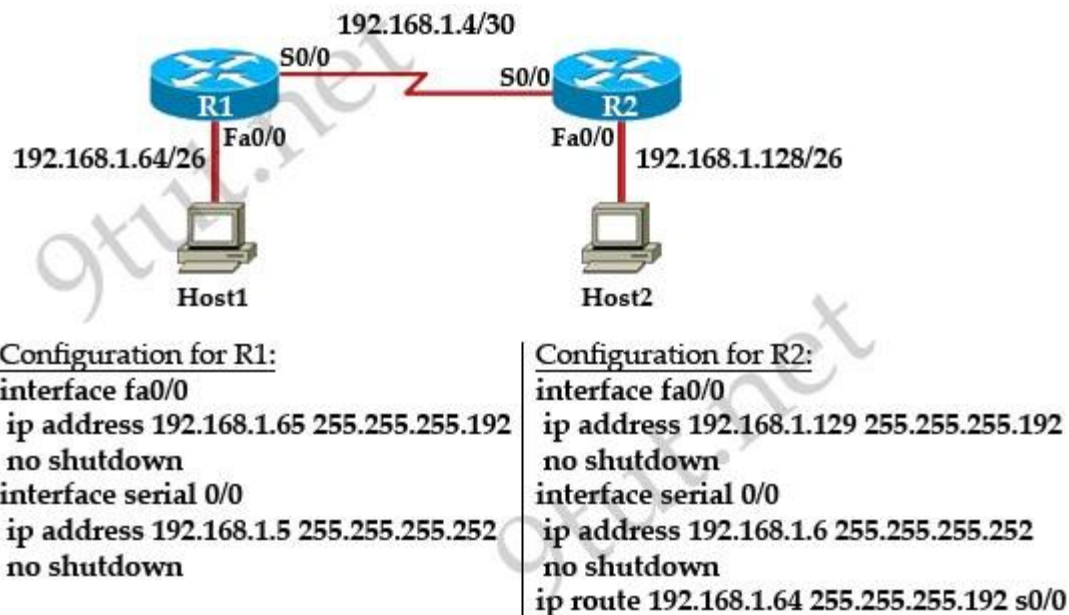 192.168.1.4/30
S0/0
S0/0
R1
R2
Fa0/0
Fa0/0
192.168.1.64/26
192.168.1.128/26
Host1
Host2
9tut.net
Configuration for R1:
interface fa0/0
ip address 192.168.1.65 255.255.255.192
no shutdown
interface serial 0/0
ip address 192.168.1.5 255.255.255.252
no shutdown
Configuration for R2:
interface fa0/0
ip address 192.168.1.129 255.255.255.192
no shutdown
interface serial 0/0
ip address 192.168.1.6 255.255.255.252
no shutdown
ip route 192.168.1.64 255.255.255.192 s0/0
9tut.net